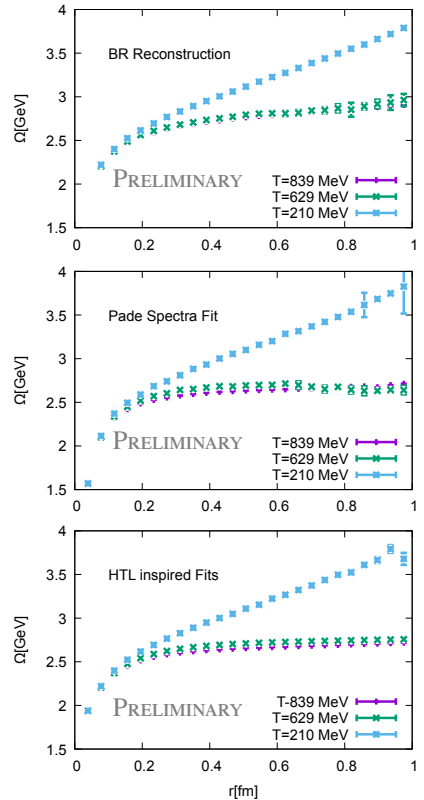 4
3.5
3
2.5
2
1.5
0
0.2
0.4
0.6
0.8
1
Ω[GeV]
BR Reconstruction
PRELIMINARY
T=839 MeV
T=629 MeV
T=210 MeV
4
3.5
3
2.5
2
1.5
0
0.2
0.4
0.6
0.8
1
Ω[GeV]
Pade Spectra Fit
PRELIMINARY
T=839 MeV
T=629 MeV
T=210 MeV
4
3.5
3
2.5
2
1.5
0
0.2
0.4
0.6
0.8
1
Ω[GeV]
HTL inspired Fits
PRELIMINARY
T-839 MeV
T=629 MeV
T=210 MeV
r[fm]